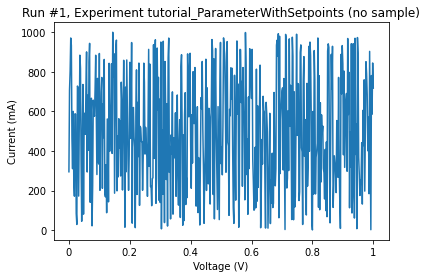 Run #1, Experiment tutorial_ParameterWithSetpoints (no sample)
1000
800
600
400
200
0
Current (mA)
0 0.2 0.4 0.6 0.8 1
Voltage (V)